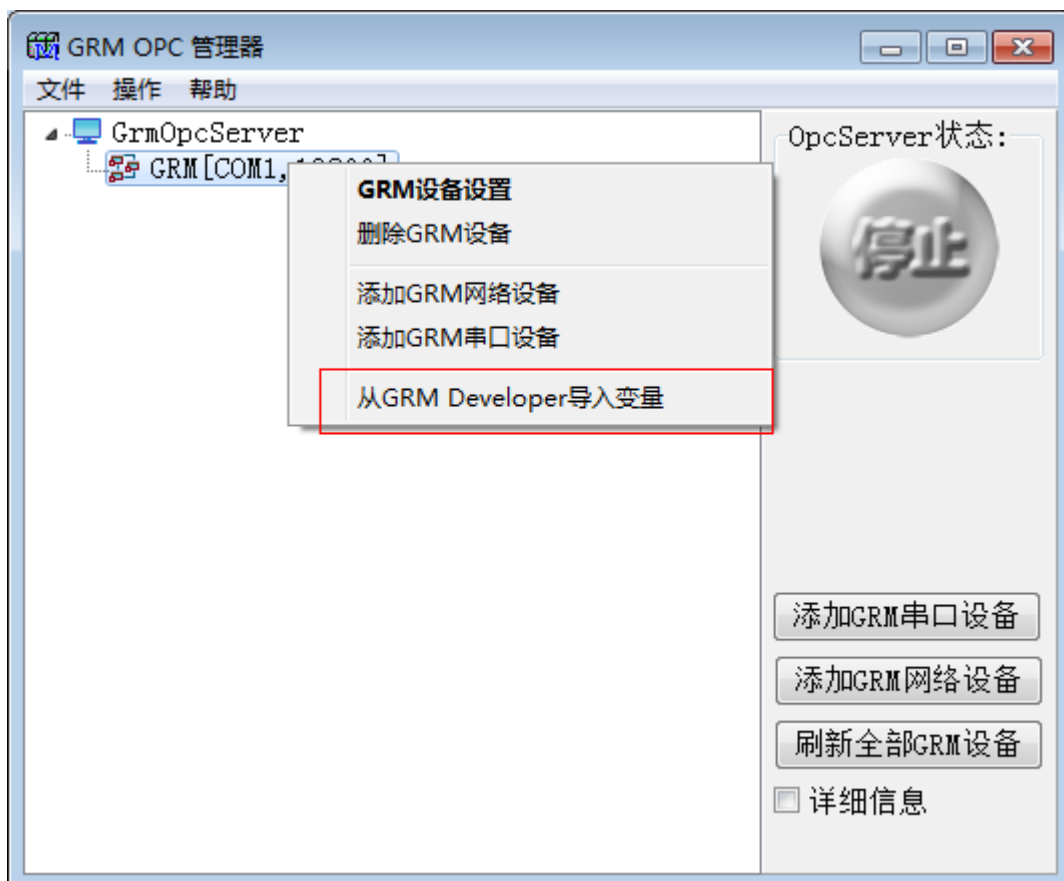 GRM OPC 管理器
文件 操作 帮助
GrmOpcServer
GRM[COM1,
GRM设备设置
删除GRM设备
添加GRM网络设备
添加GRM串口设备
从GRM Developer导入变量
OpcServer状态:
停止
添加GRM串口设备
添加GRM网络设备
刷新全部GRM设备
详细信息